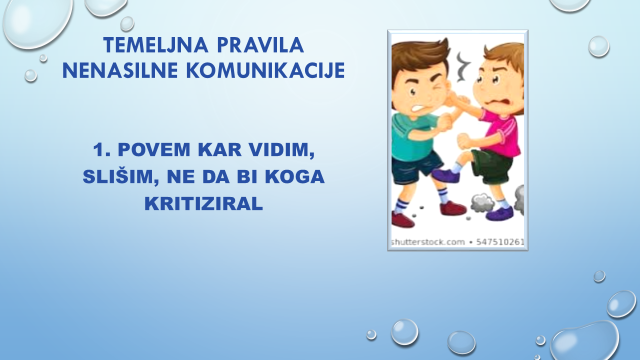 TEMELJNA PRAVILA
NENASILNE KOMUNIKACIJE
1. POVEM KAR VIDIM,
SLIŠIM, NE DA BI KOGA
KRITIZIRAL
shutterstock.com • 547510261